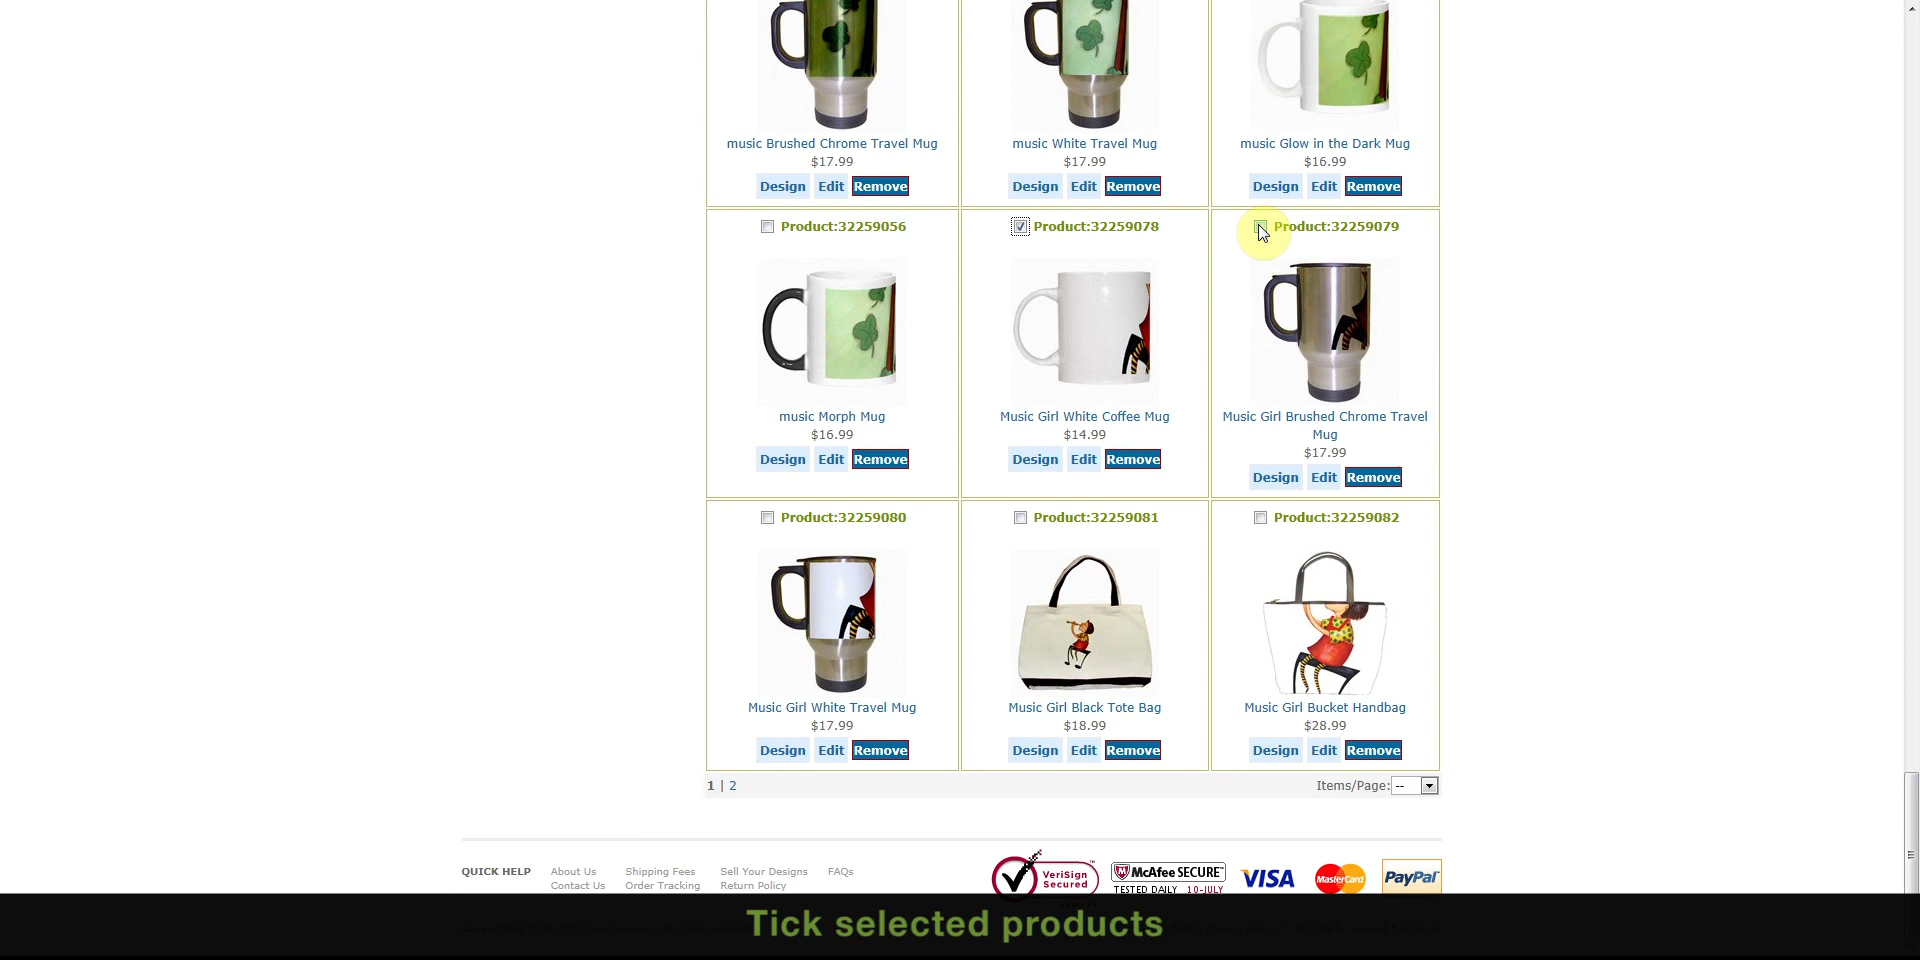 music Brushed Chrome Travel Mug
$17.99
Design Edit Remove
music White Travel Mug
$17.99
Design Edit Remove
music Glow in the Dark Mug
$16.99
Design Edit Remove
Product:32259056
music Morph Mug
$16.99
Design Edit Remove
Product:32259078
Music Girl White Coffee Mug
$14.99
Design Edit Remove
Product:32259079
Music Girl Brushed Chrome Travel
Mug
$17.99
Design Edit Remove
Product:32259080
Music Girl White Travel Mug
$17.99
Design Edit Remove
Product:32259081
Music Girl Black Tote Bag
$18.99
Design Edit Remove
Product:32259082
Music Girl Bucket Handbag
$28.99
Design Edit Remove
1 | 2
Items/Page: --
QUICK HELP
About Us
Contact Us
Shipping Fees
Order Tracking
Sell Your Designs
Return Policy
FAQs
VeriSign
Secured
McAfee SECURE™
TESTED DAILY 10-JULY
VISA
MasterCard
PayPal
Tick selected products